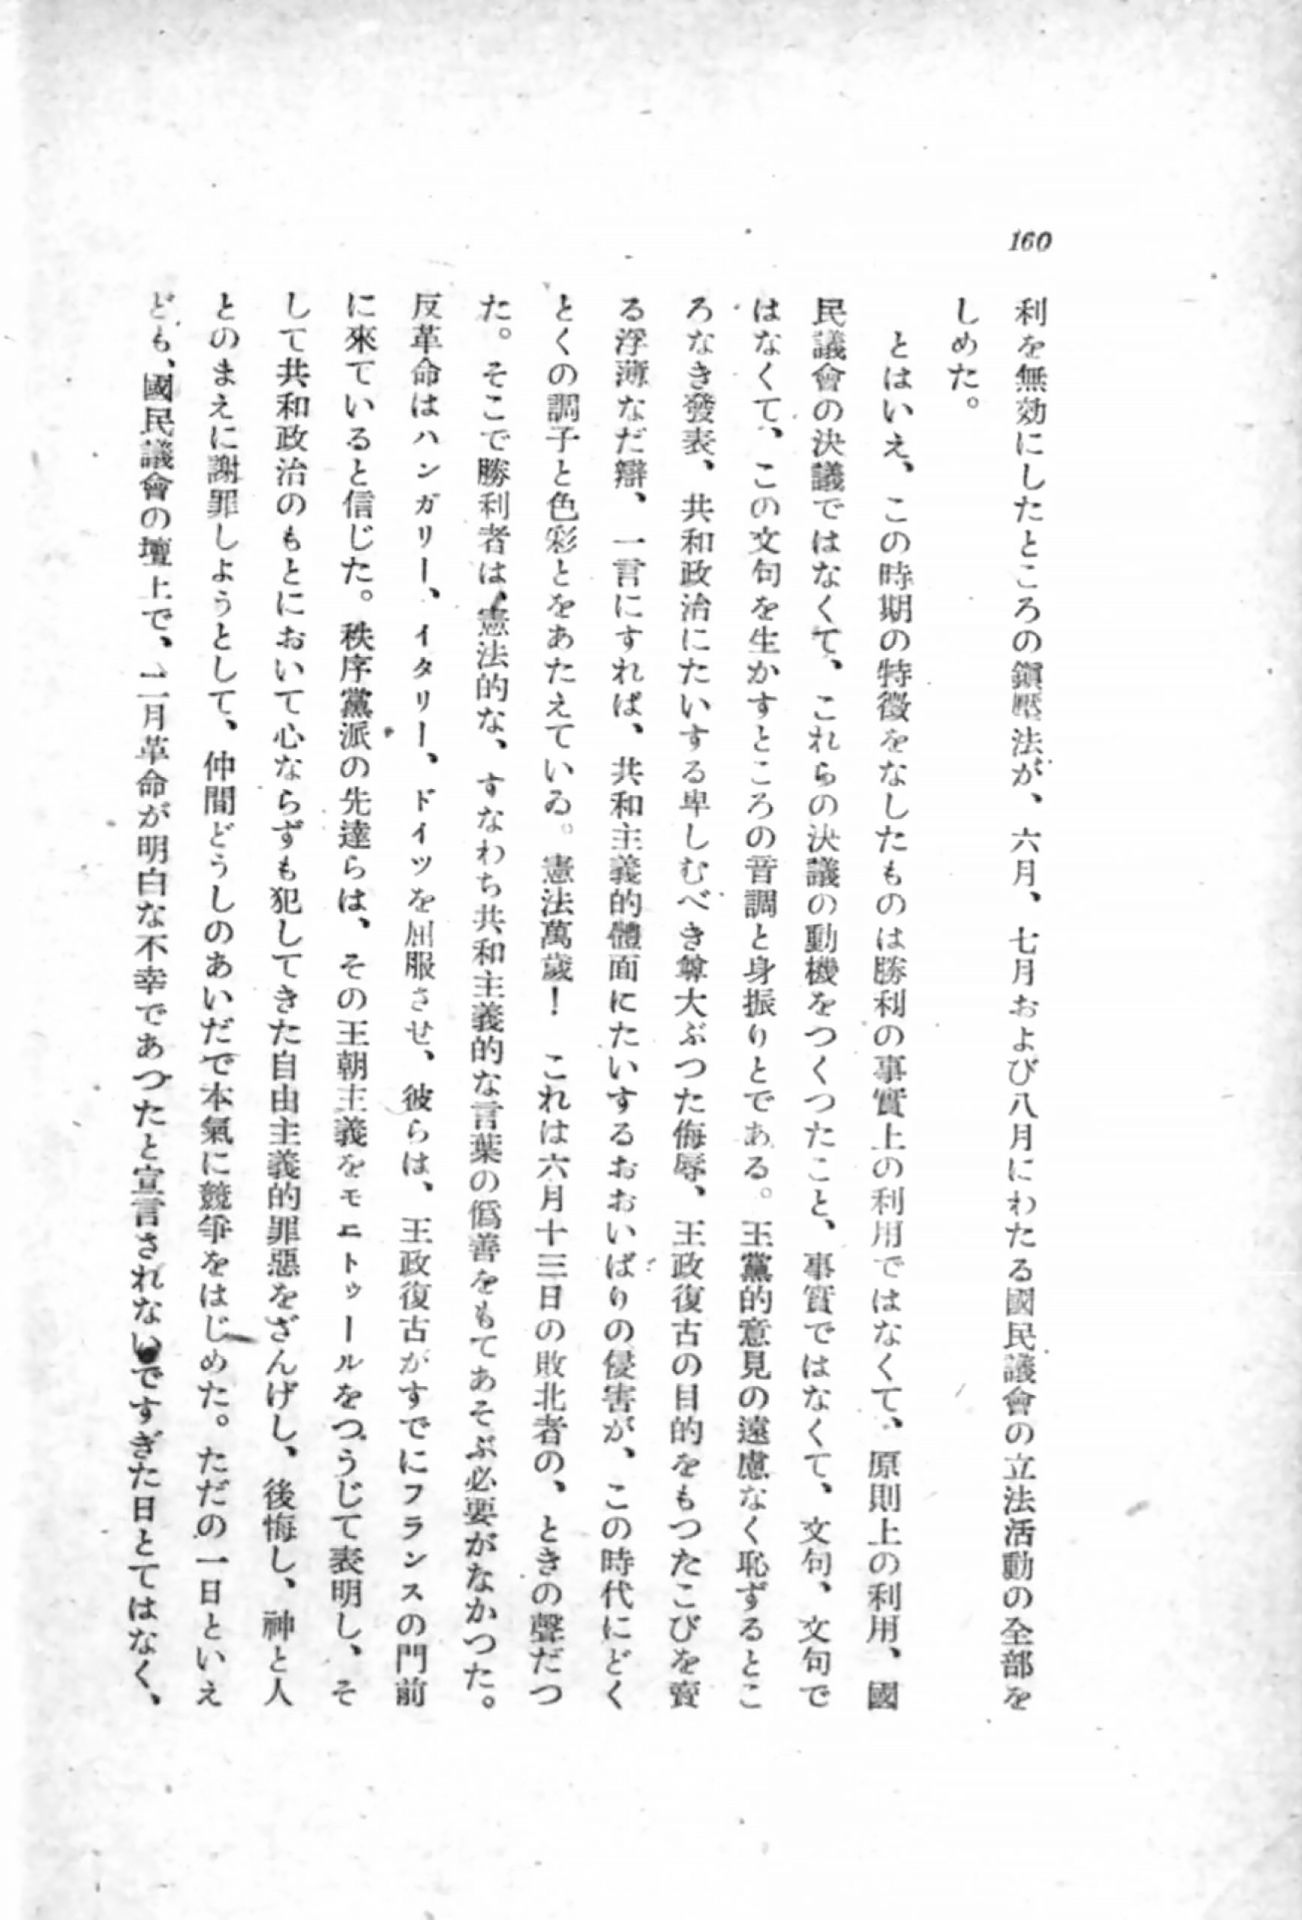 160
利を無効にしたところの鎭壓法が、六月、七月および八月にわたる國民議會の立法活動の全部を
しめた。
とはいえ、この時期の特徴をなしたものは勝利の事實上の利用ではなくて、原則上の利用、國
民議會の決議ではなくて、これらの決議の動機をつくつたこと、事實ではなくて、文句、文句で
はなくて、この文句を生かすところの音調と身振りとである。王黨的意見の遠慮なく恥ずるとこ
ろなき發表、共和政治にたいする卑しむべき尊大ぶつた侮辱、王政復古の目的をもつたこびを賣
る浮薄なだ辯、一言にすれば、共和主義的體面にたいするおおいばりの侵害が、この時代にどく
とくの調子と色彩とをあたえている。憲法萬歲！　これは六月十三日の敗北者の、ときの聲だつ
た。そこで勝利者は、憲法的な、すなわち共和主義的な言葉の僞善をもてあそぶ必要がなかつた。
反革命はハンガリー、イタリー、ドイツを屈服させ、彼らは、王政復古がすでにフランスの門前
に來ていると信じた。秩序黨派の先達らは、その王朝主義をモニトゥールをつうじて表明し、そ
して共和政治のもとにおいて心ならずも犯してきた自由主義的罪惡をざんげし、後悔し、神と人
とのまえに謝罪しようとして、仲間どうしのあいだで本氣に競爭をはじめた。ただの一日といえ
ども、國民議會の壇上で、二月革命が明白な不幸であつたと宣言されないですぎた日とてはなく、